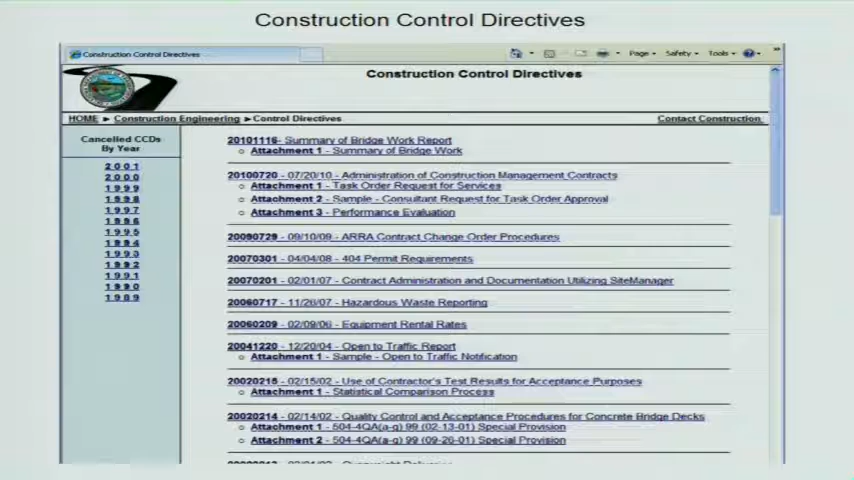 Construction Control Directives
Construction Control Directives
Page
Safety
Tools
Construction Control Directives
HOME ► Construction Engineering ► Control Directives
Contact Construction
Cancelled CCDs
By Year
2001
2000
1999
1998
1997
1996
1995
1994
1993
1992
1991
1990
1989
20101116- Summary of Bridge Work Report
Attachment 1 - Summary of Bridge Work
20100720 - 07/20/10 - Administration of Construction Management Contracts
Attachment 1 - Task Order Request for Services
Attachment 2 - Sample - Consultant Request for Task Order Approval
Attachment 3 - Performance Evaluation
- 09/10/09 - ARRA Contract Change Order Procedures
20070301 - 04/04/08 - 404 Permit Requirements
20070201 - 02/01/07 - Contract Administration and Documentation Utilizing SiteManager
20060717 - 11/26/07 - Hazardous Waste Reporting
20060209 - 02/09/06 - Equipment Rental Rates
20041220 - 12/20/04 - Open to Traffic Report
Attachment 1 - Sample - Open to Traffic Notification
20020215 - 02/15/02 - Use of Contractor's Test Results for Acceptance Purposes
Attachment 1 - Statistical Comparison Process
20020214 - 02/14/02 - Quality Control and Acceptance Procedures for Concrete Bridge Decks
Attachment 1 - 504-4QA(a-g) 99 (02-13-01) Special Provision
Attachment 2 - 504-4QA(a-g) 99 (09-26-01) Special Provision